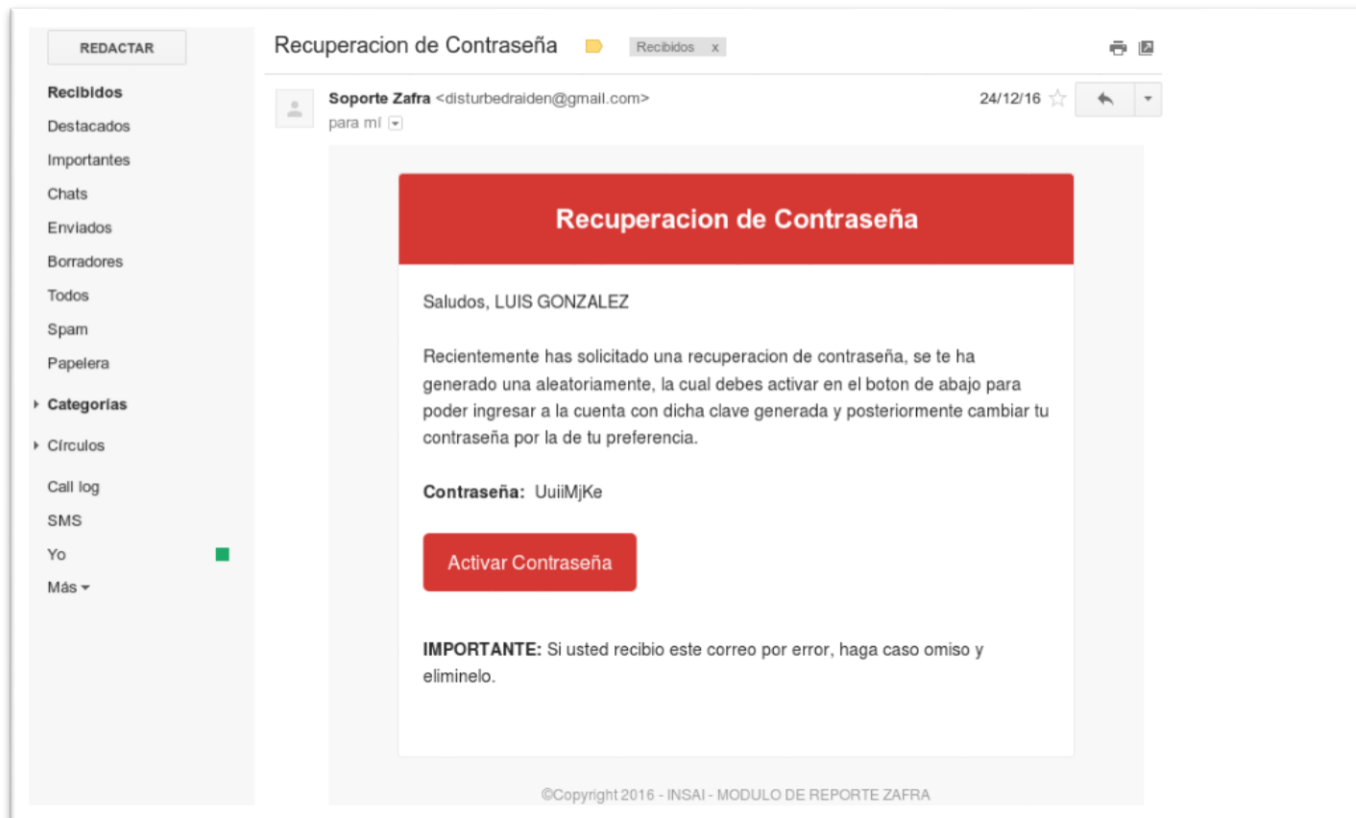 REDACTAR
Recibidos
Destacados
Importantes
Chats
Enviados
Borradores
Todos
Spam
Papelera
Categorías
Círculos
Call log
SMS
Yo
Más
Recuperacion de Contraseña
Recibidos x
Soporte Zafra <disturbedraiden@gmail.com>
24/12/16
para mí
Recuperacion de Contraseña
Saludos, LUIS GONZALEZ
Recientemente has solicitado una recuperacion de contraseña, se te ha
generado una aleatoriamente, la cual debes activar en el boton de abajo para
poder ingresar a la cuenta con dicha clave generada y posteriormente cambiar tu
contraseña por la de tu preferencia.
Contraseña: UuiiMjKe
Activar Contraseña
IMPORTANTE: Si usted recibio este correo por error, haga caso omiso y
eliminelo.
©Copyright 2016 - INSAI - MODULO DE REPORTE ZAFRA